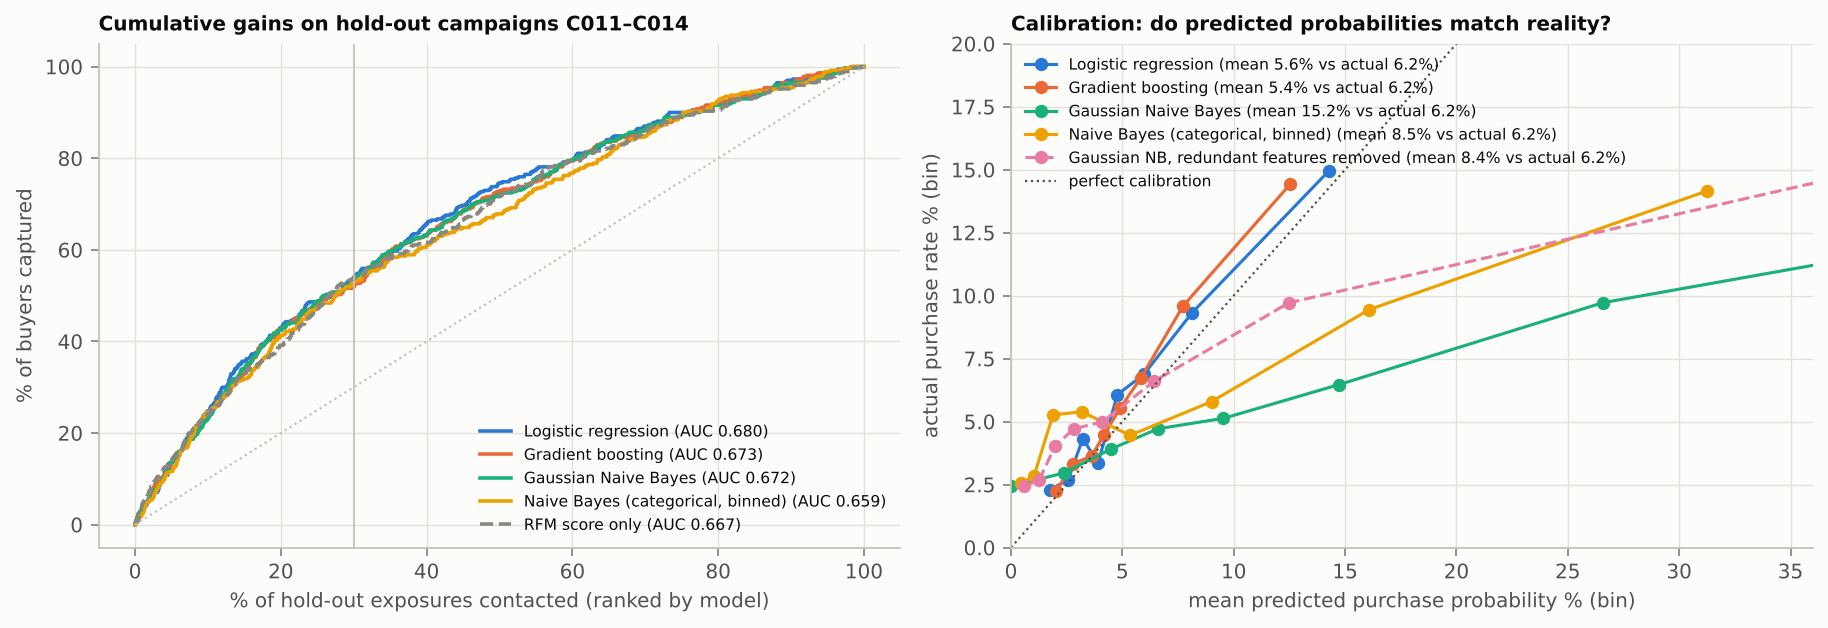 Cumulative gains on hold-out campaigns C011–C014
% of buyers captured
100
80
60
40
20
0
Logistic regression (AUC 0.680)
Gradient boosting (AUC 0.673)
Gaussian Naive Bayes (AUC 0.672)
Naive Bayes (categorical, binned) (AUC 0.659)
RFM score only (AUC 0.667)
0 20 40 60 80 100
% of hold-out exposures contacted (ranked by model)
Calibration: do predicted probabilities match reality?
actual purchase rate % (bin)
20.0
17.5
15.0
12.5
10.0
7.5
5.0
2.5
0.0
Logistic regression (mean 5.6% vs actual 6.2%)
Gradient boosting (mean 5.4% vs actual 6.2%)
Gaussian Naive Bayes (mean 15.2% vs actual 6.2%)
Naive Bayes (categorical, binned) (mean 8.5% vs actual 6.2%)
Gaussian NB, redundant features removed (mean 8.4% vs actual 6.2%)
perfect calibration
0 5 10 15 20 25 30 35
mean predicted purchase probability % (bin)